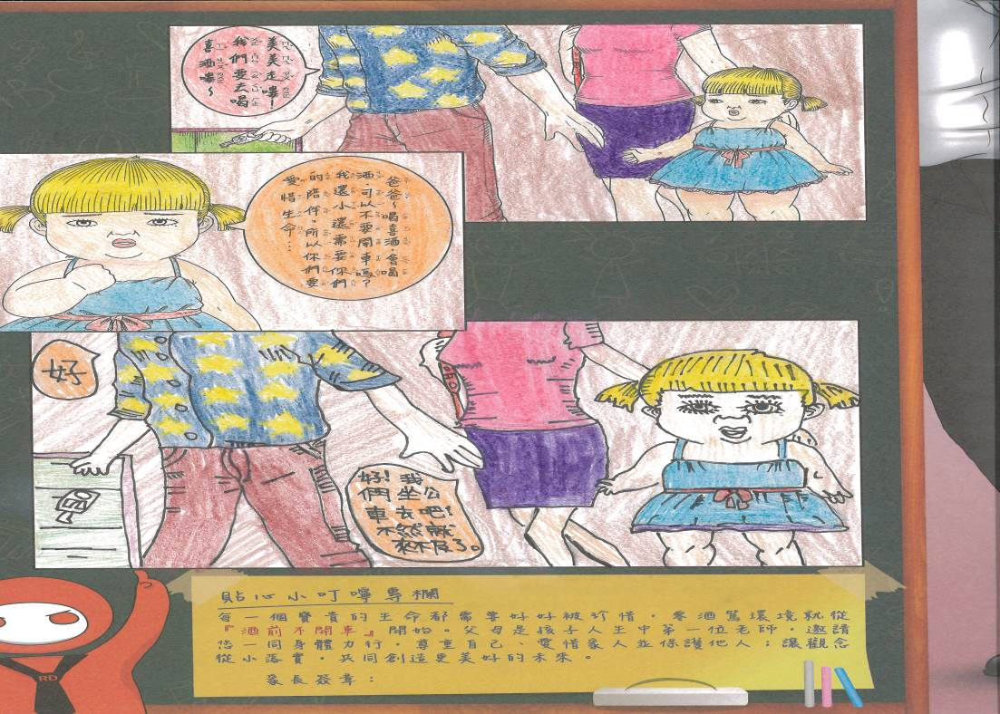 美美走囉!
我們要去喝
喜酒囉~
爸爸~喝喜酒,會喝
酒,可以不要開車嗎?
我還小還需要你們
的陪伴,所以你們要
愛惜生命...
好
好!我
們坐公
車去吧!
不然就
來不及了。
貼心小叮嚀專欄
每一個寶貴的生命都需要好好被珍惜,零酒駕環境就從
『酒前不開車』開始。父母是孩子人生中第一位老師,邀請
您一同身體力行,尊重自己、愛惜家人並保護他人;讓觀念
從小落實,共同創造更美好的未來。
家長簽章:
RD